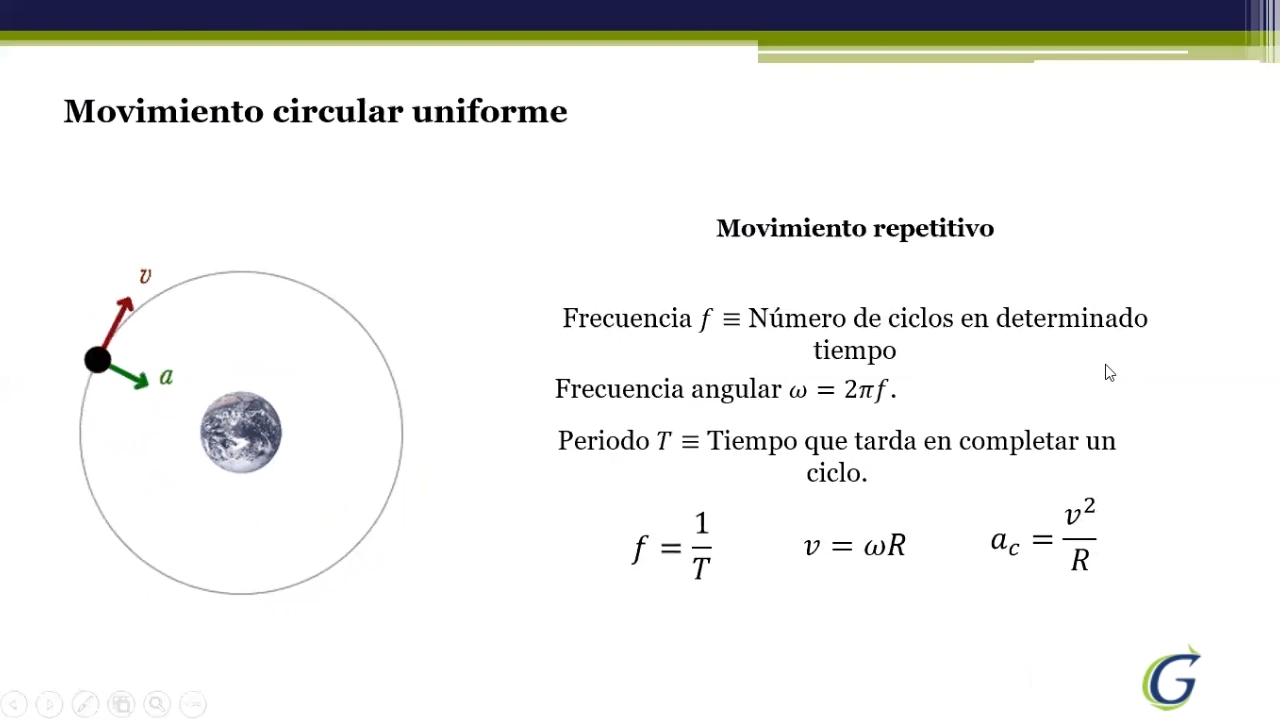 Movimiento circular uniforme
Movimiento repetitivo
v
a
Frecuencia f ≡ Número de ciclos en determinado
tiempo
Frecuencia angular ω = 2πf.
Periodo T ≡ Tiempo que tarda en completar un
ciclo.
f = 1/T
v = ωR
a_c = v²/R
G